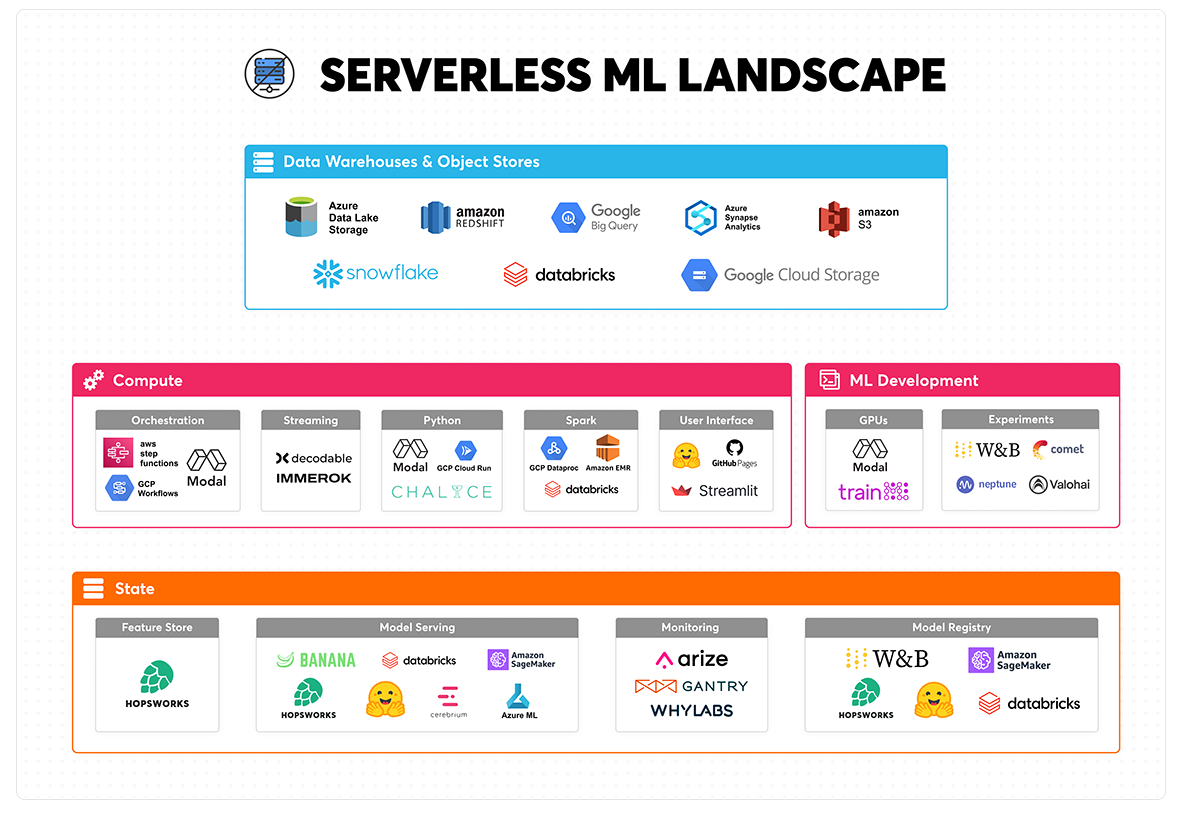 SERVERLESS ML LANDSCAPE
Data Warehouses & Object Stores
Azure
Data Lake
Storage
amazon
REDSHIFT
Google
Big Query
Azure
Synapse
Analytics
amazon
S3
snowflake
databricks
Google Cloud Storage
Compute
Orchestration
aws
step
functions
GCP
Workflows
Modal
Streaming
decodable
IMMEROK
Python
Modal
GCP Cloud Run
CHALICE
Spark
GCP Dataproc
Amazon EMR
databricks
User Interface
GitHub Pages
Streamlit
ML Development
GPUs
Modal
train
Experiments
W&B
comet
neptune
Valohai
State
Feature Store
HOPSWORKS
Model Serving
BANANA
databricks
Amazon
SageMaker
HOPSWORKS
cerebrium
Azure ML
Monitoring
arize
GANTRY
WHYLABS
Model Registry
W&B
Amazon
SageMaker
HOPSWORKS
databricks